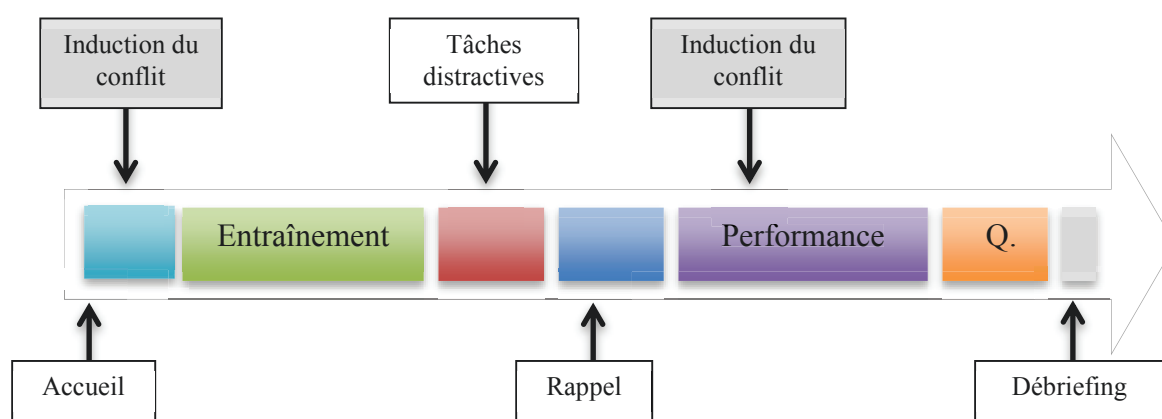 Induction du
conflit
Tâches
distractives
Induction du
conflit
Entraînement
Performance
Q.
Accueil
Rappel
Débriefing